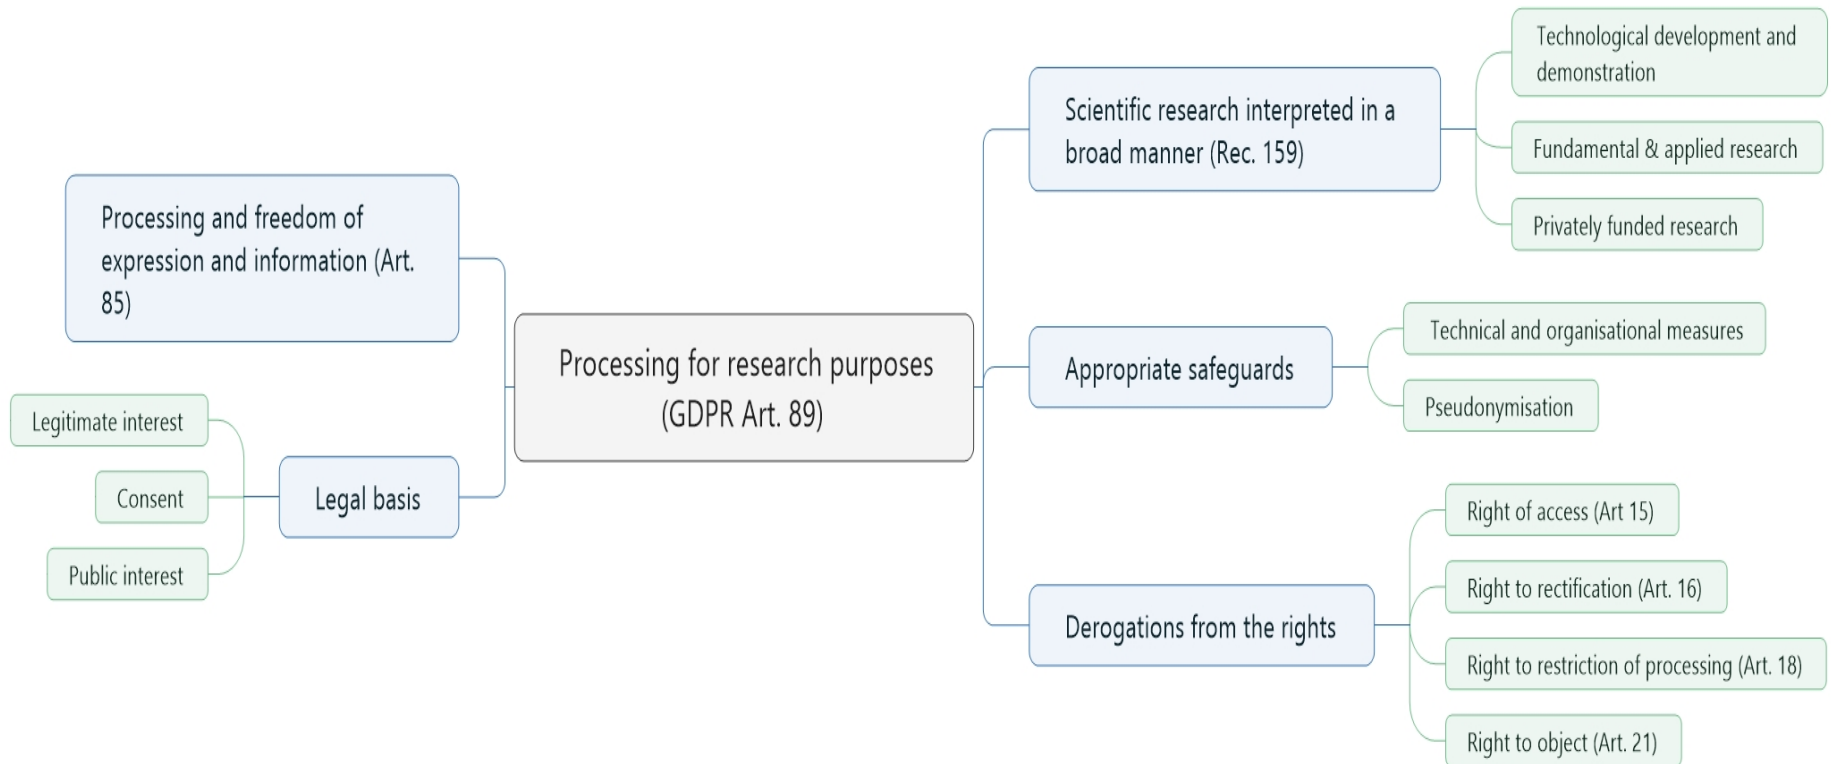 Processing for research purposes
(GDPR Art. 89)
Processing and freedom of
expression and information (Art.
85)
Legal basis
Legitimate interest
Consent
Public interest
Scientific research interpreted in a
broad manner (Rec. 159)
Technological development and
demonstration
Fundamental & applied research
Privately funded research
Appropriate safeguards
Technical and organisational measures
Pseudonymisation
Derogations from the rights
Right of access (Art 15)
Right to rectification (Art. 16)
Right to restriction of processing (Art. 18)
Right to object (Art. 21)